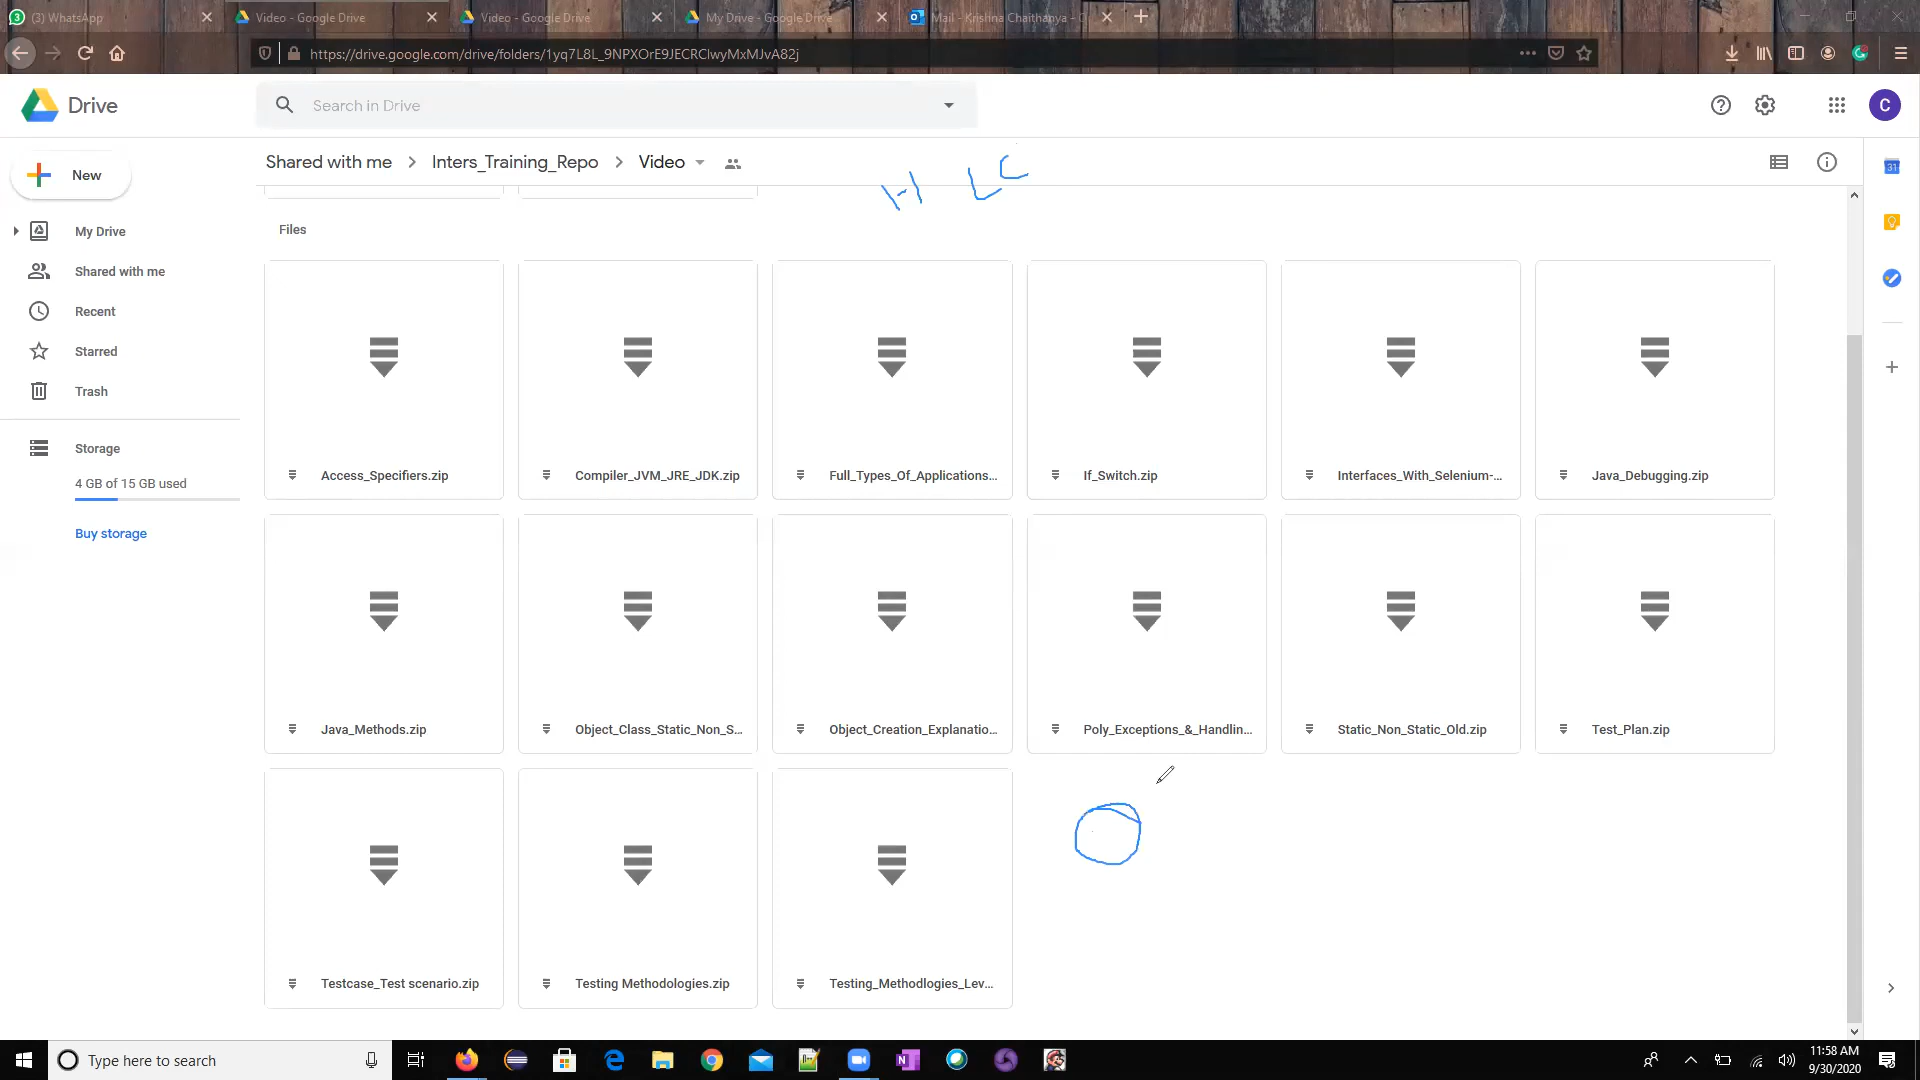 (3) WhatsApp
Video - Google Drive
Video - Google Drive
My Drive - Google Drive
Mail - Krishna Chaithanya - O
https://drive.google.com/drive/folders/1yq7L8L_9NPXOrE9JECRClwyMxMJvA82j
Drive
Search in Drive
C
New
Shared with me
Inters_Training_Repo
Video
H LC
31
My Drive
Files
Shared with me
Recent
Starred
Trash
Storage
4 GB of 15 GB used
Buy storage
Access_Specifiers.zip
Compiler_JVM_JRE_JDK.zip
Full_Types_Of_Applications...
If_Switch.zip
Interfaces_With_Selenium-...
Java_Debugging.zip
Java_Methods.zip
Object_Class_Static_Non_S...
Object_Creation_Explanatio...
Poly_Exceptions_&_Handlin...
Static_Non_Static_Old.zip
Test_Plan.zip
Testcase_Test scenario.zip
Testing Methodologies.zip
Testing_Methodlogies_Lev...
Type here to search
11:58 AM
9/30/2020